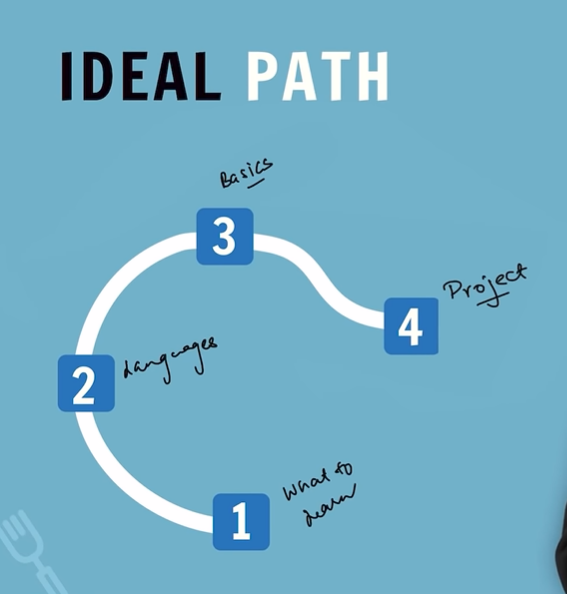 IDEAL PATH
Basics
3
Project
4
Languages
2
What to
learn
1